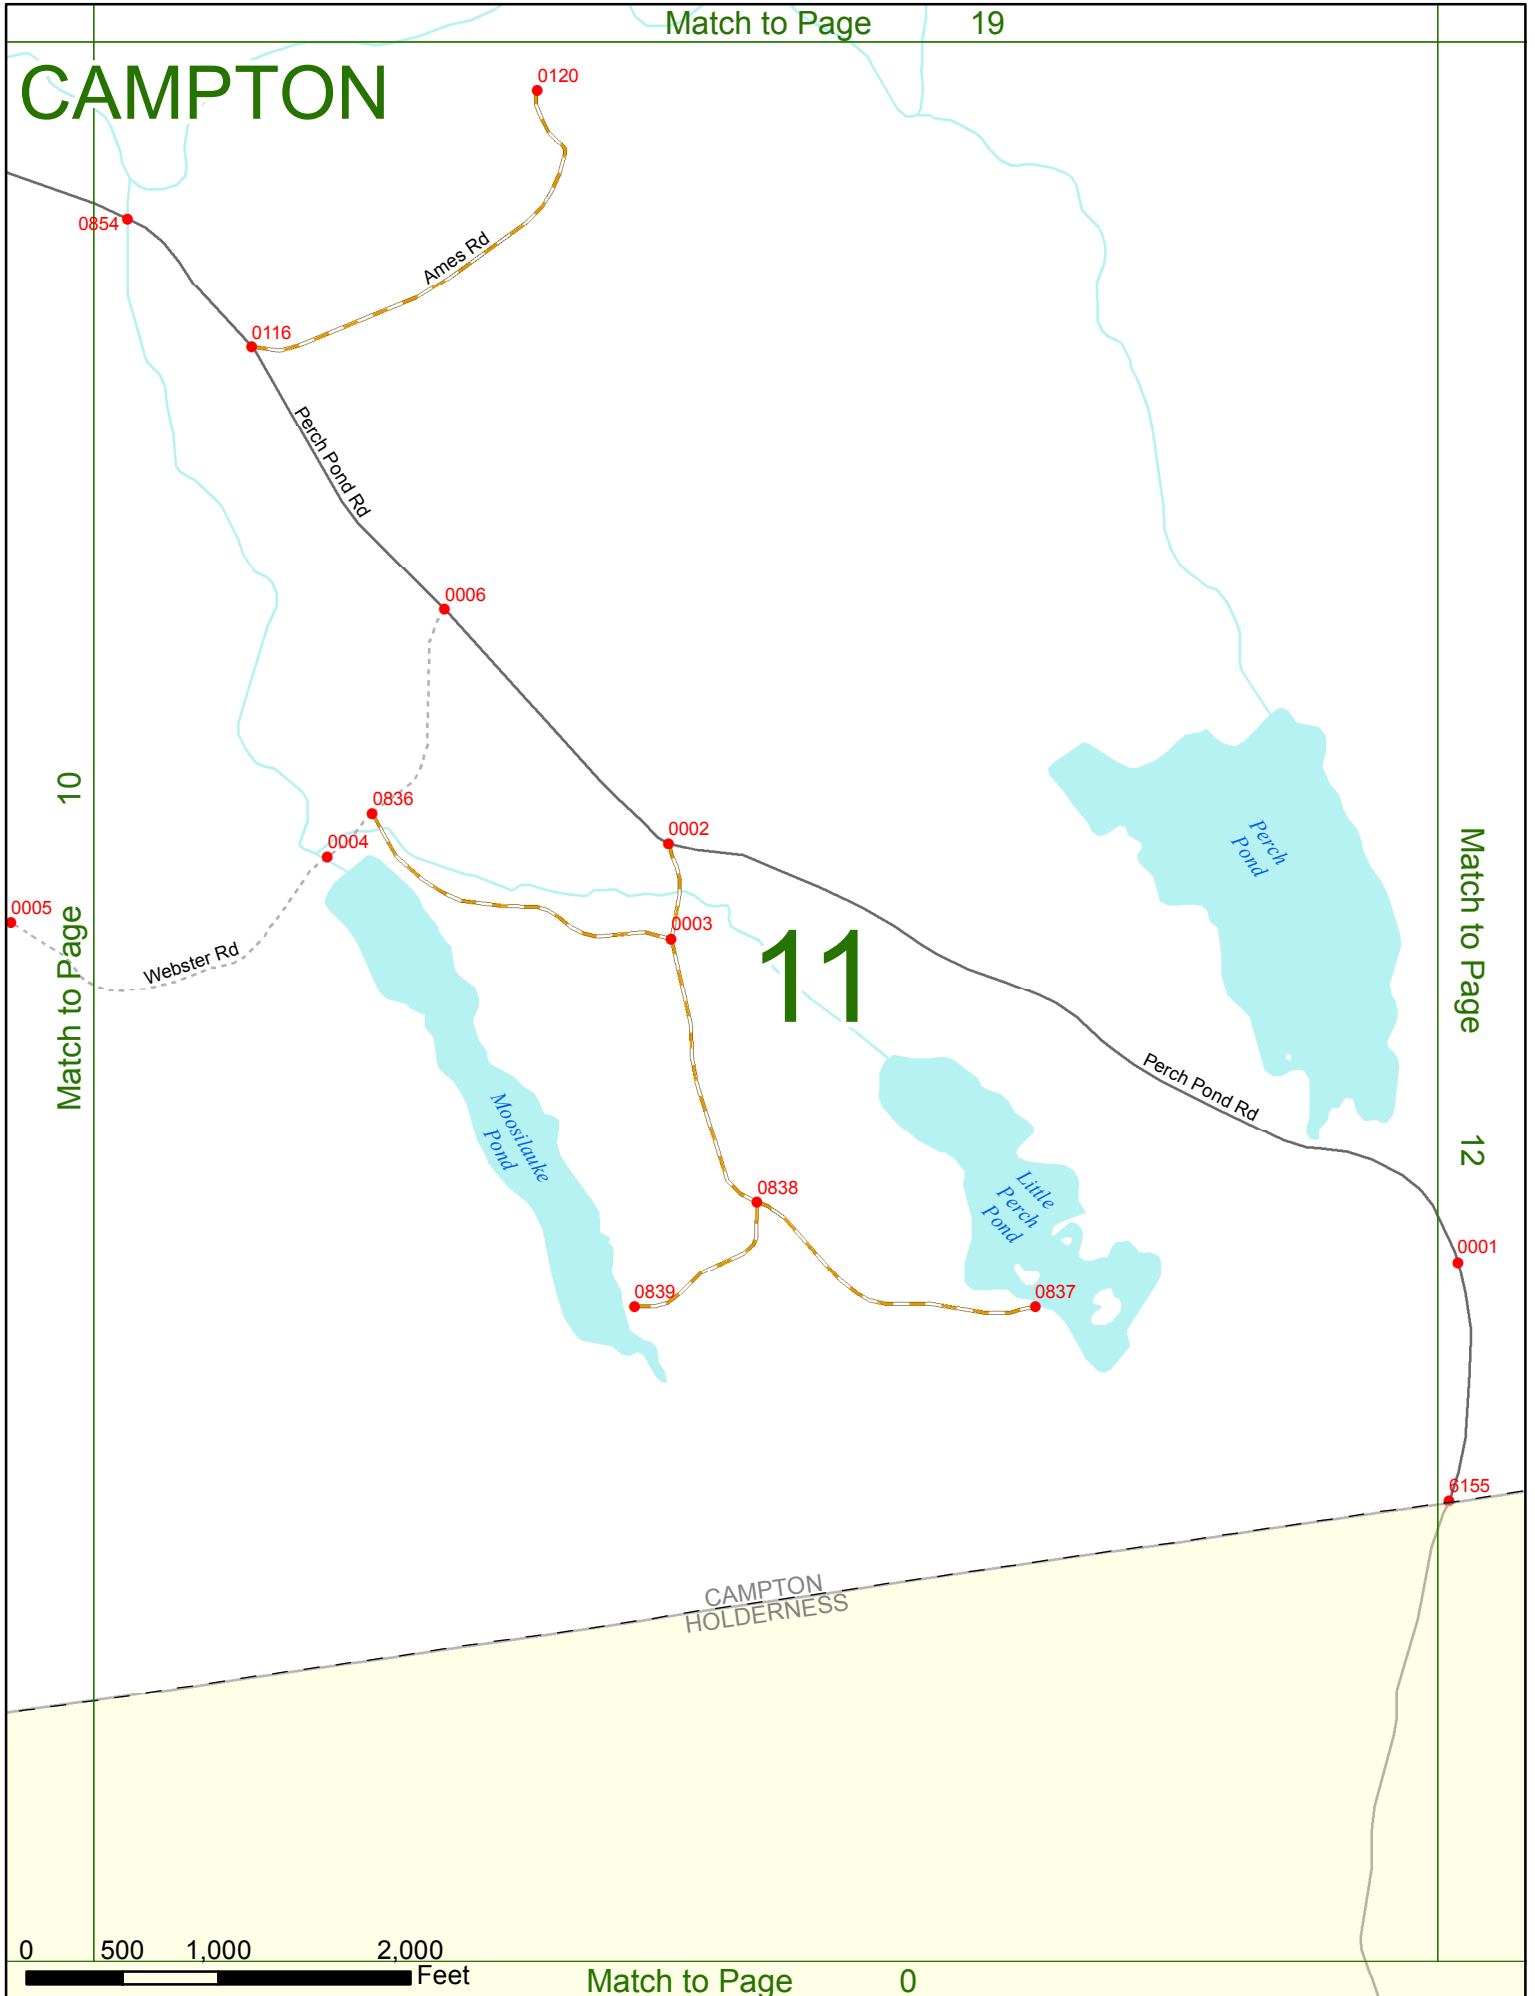 Match to Page 19
CAMPTON
0120
0854
Ames Rd
0116
Perch Pond Rd
0006
10
Match to Page
0836
0002
0004
Perch
Pond
Match to Page
12
0005
0003
11
Webster Rd
Perch Pond Rd
Moosilauke
Pond
Little
Perch
Pond
0838
0001
0839
0837
6155
CAMPTON
HOLDERNESS
0 500 1,000 2,000
Feet
Match to Page 0